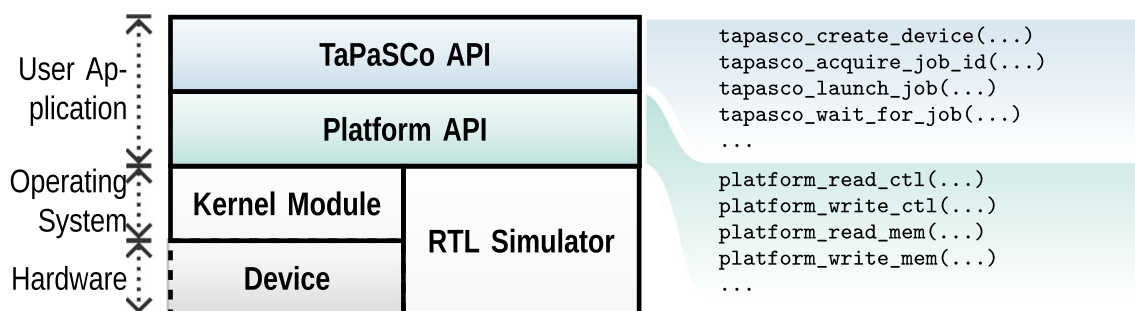 User Ap-
plication
Operating
System
Hardware
TaPaSCo API
Platform API
Kernel Module
RTL Simulator
Device
tapasco_create_device(...)
tapasco_acquire_job_id(...)
tapasco_launch_job(...)
tapasco_wait_for_job(...)
...
platform_read_ctl(...)
platform_write_ctl(...)
platform_read_mem(...)
platform_write_mem(...)
...